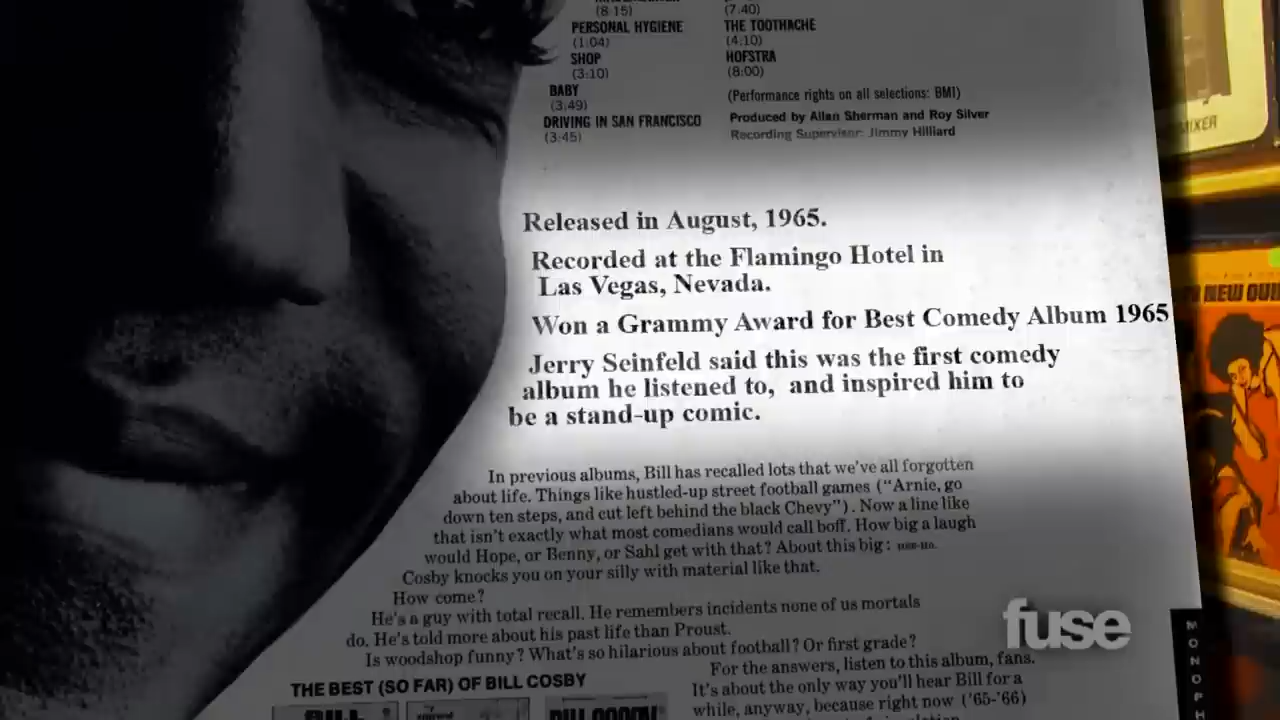 (8:15)
(7:40)
PERSONAL HYGIENE
THE TOOTHACHE
(1:04)
(4:10)
SHOP
HOFSTRA
(3:10)
(8:00)
BABY
(3:49)
(Performance rights on all selections: BMI)
DRIVING IN SAN FRANCISCO
(3:45)
Produced by Allan Sherman and Roy Silver
Recording Supervisor: Jimmy Hilliard
MIXER
Released in August, 1965.
Recorded at the Flamingo Hotel in
Las Vegas, Nevada.
Won a Grammy Award for Best Comedy Album 1965
Jerry Seinfeld said this was the first comedy
album he listened to, and inspired him to
be a stand-up comic.
NEW
In previous albums, Bill has recalled lots that we've all forgotten
about life. Things like hustled-up street football games ("Arnie, go
down ten steps, and cut left behind the black Chevy"). Now a line like
that isn't exactly what most comedians would call boff. How big a laugh
would Hope, or Benny, or Sahl get with that? About this big:
Cosby knocks you on your silly with material like that.
How come?
He's a guy with total recall. He remembers incidents none of us mortals
do. He's told more about his past life than Proust.
Is woodshop funny? What's so hilarious about football? Or first grade?
For the answers, listen to this album, fans.
It's about the only way you'll hear Bill for a
while, anyway, because right now ('65-'66)
THE BEST (SO FAR) OF BILL COSBY
BILL
BILL COSBY
fuse
MONOPH